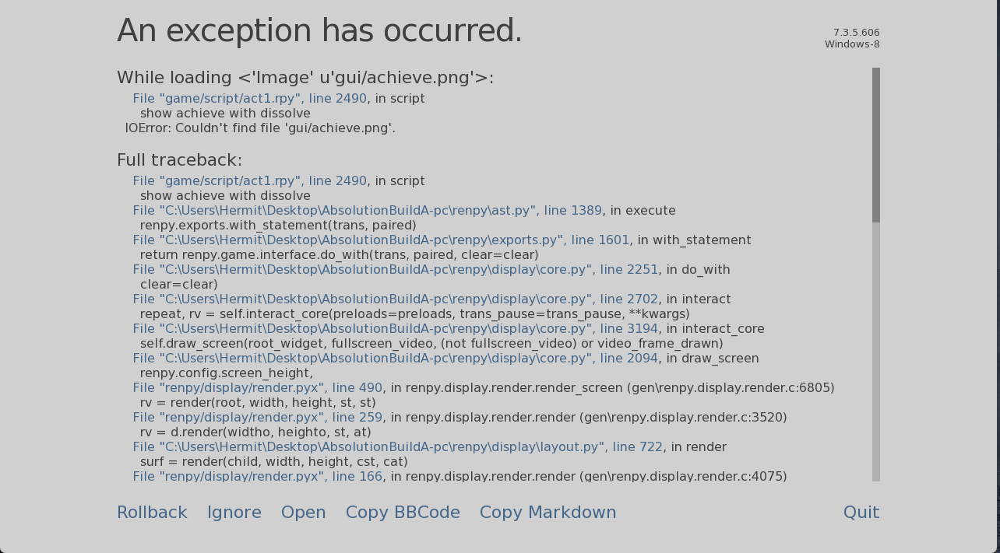 An exception has occurred.
7.3.5.606
Windows-8
While loading <'Image' u'gui/achieve.png'>:
File "game/script/act1.rpy", line 2490, in script
show achieve with dissolve
IOError: Couldn't find file 'gui/achieve.png'.
Full traceback:
File "game/script/act1.rpy", line 2490, in script
show achieve with dissolve
File "C:\Users\Hermit\Desktop\AbsolutionBuildA-pc\renpy\ast.py", line 1389, in execute
renpy.exports.with_statement(trans, paired)
File "C:\Users\Hermit\Desktop\AbsolutionBuildA-pc\renpy\exports.py", line 1601, in with_statement
return renpy.game.interface.do_with(trans, paired, clear=clear)
File "C:\Users\Hermit\Desktop\AbsolutionBuildA-pc\renpy\display\core.py", line 2251, in do_with
clear=clear)
File "C:\Users\Hermit\Desktop\AbsolutionBuildA-pc\renpy\display\core.py", line 2702, in interact
repeat, rv = self.interact_core(preloads=preloads, trans_pause=trans_pause, **kwargs)
File "C:\Users\Hermit\Desktop\AbsolutionBuildA-pc\renpy\display\core.py", line 3194, in interact_core
self.draw_screen(root_widget, fullscreen_video, (not fullscreen_video) or video_frame_drawn)
File "C:\Users\Hermit\Desktop\AbsolutionBuildA-pc\renpy\display\core.py", line 2094, in draw_screen
renpy.config.screen_height,
File "renpy/display/render.pyx", line 490, in renpy.display.render.render_screen (gen\renpy.display.render.c:6805)
rv = render(root, width, height, st, st)
File "renpy/display/render.pyx", line 259, in renpy.display.render.render (gen\renpy.display.render.c:3520)
rv = d.render(widtho, heighto, st, at)
File "C:\Users\Hermit\Desktop\AbsolutionBuildA-pc\renpy\display\layout.py", line 722, in render
surf = render(child, width, height, cst, cat)
File "renpy/display/render.pyx", line 166, in renpy.display.render.render (gen\renpy.display.render.c:4075)
Rollback Ignore Open Copy BBCode Copy Markdown Quit